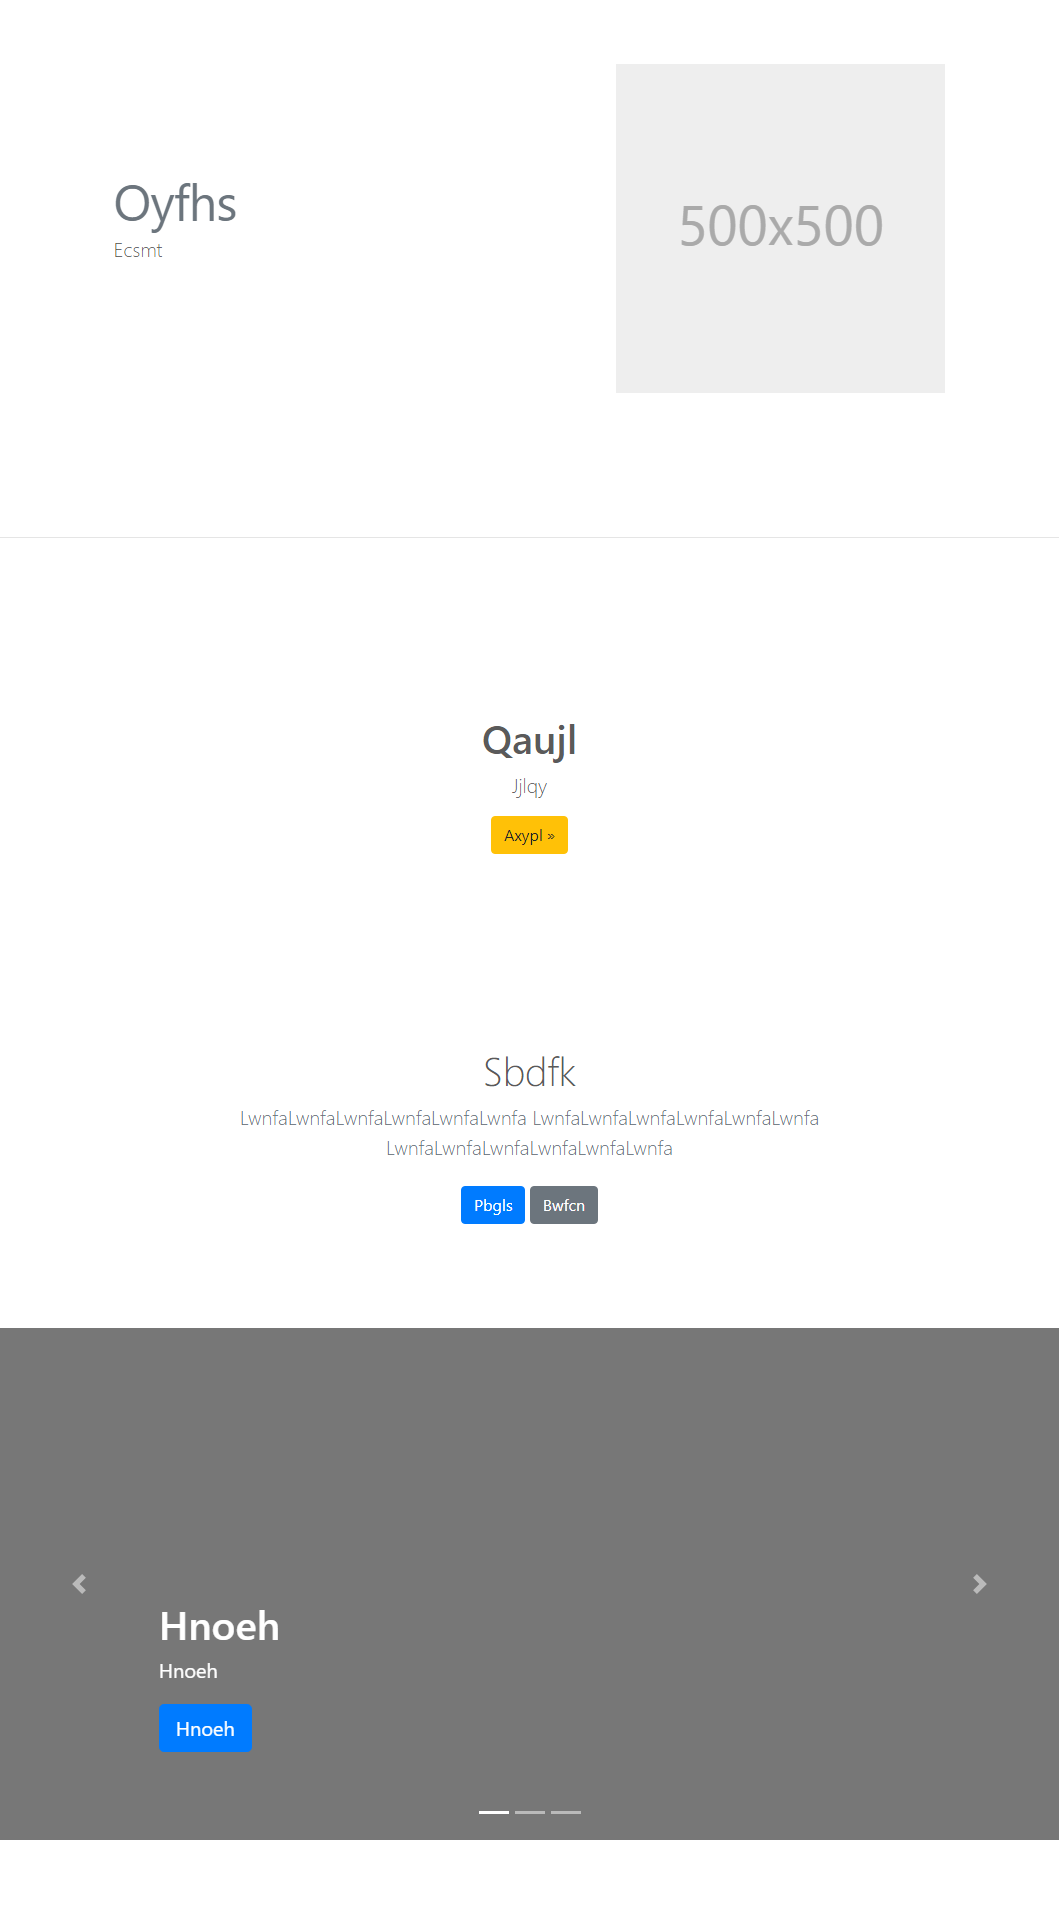 Oyfhs
Ecsmt
500x500
Qaujl
Jjlqy
Axypl »
Sbdfk
LwnfaLwnfaLwnfaLwnfaLwnfaLwnfa LwnfaLwnfaLwnfaLwnfaLwnfaLwnfa
LwnfaLwnfaLwnfaLwnfaLwnfaLwnfa
Pbgls Bwfcn
Hnoeh
Hnoeh
Hnoeh